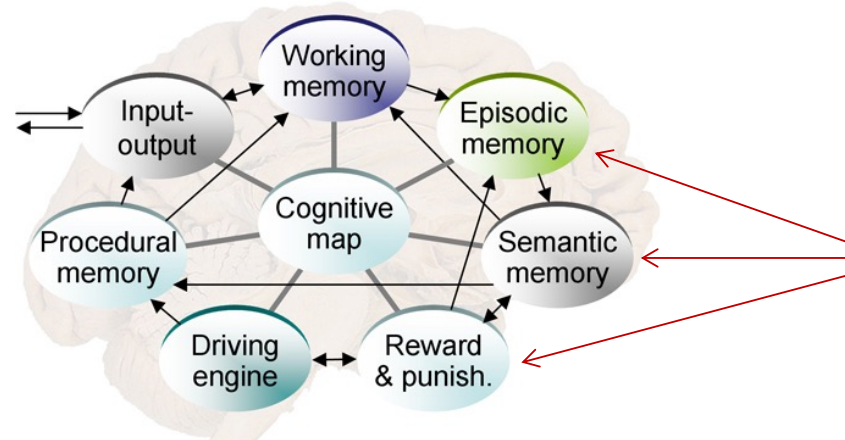 Working
memory
Input-
output
Episodic
memory
Cognitive
map
Procedural
memory
Semantic
memory
Driving
engine
Reward
& punish.